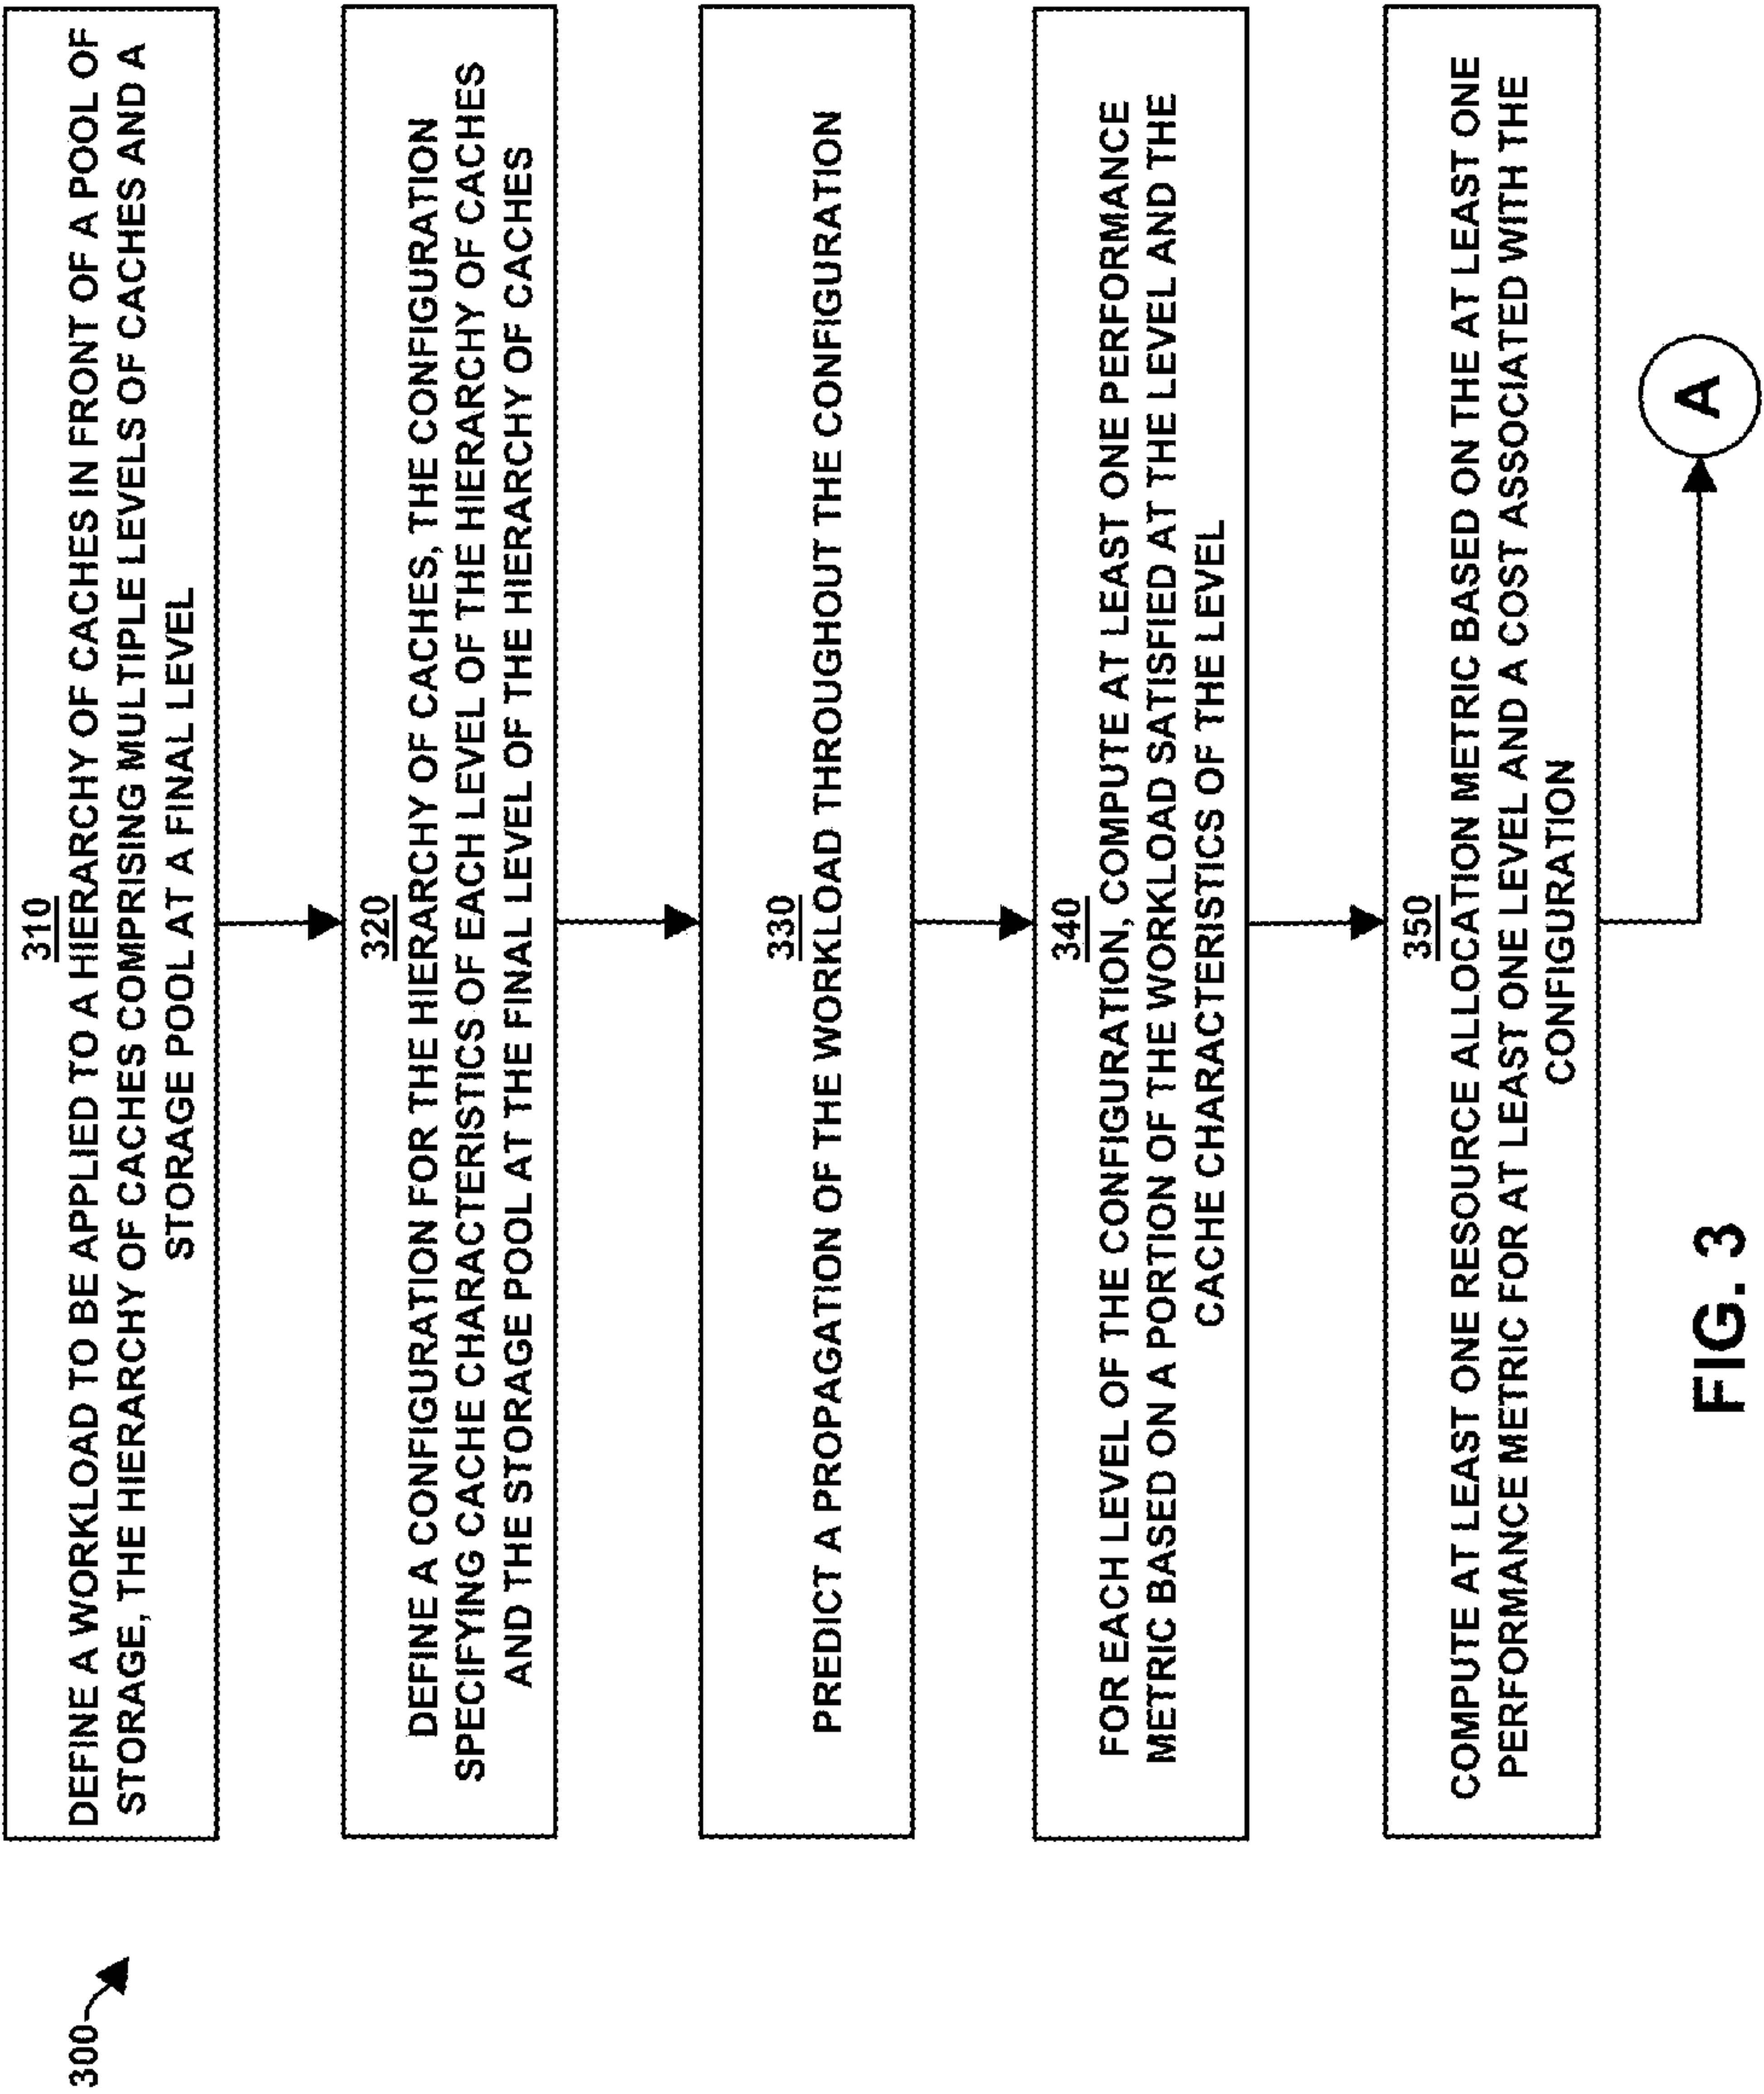 300
310
DEFINE A WORKLOAD TO BE APPLIED TO A HIERARCHY OF CACHES IN FRONT OF A POOL OF
STORAGE, THE HIERARCHY OF CACHES COMPRISING MULTIPLE LEVELS OF CACHES AND A
STORAGE POOL AT A FINAL LEVEL
320
DEFINE A CONFIGURATION FOR THE HIERARCHY OF CACHES, THE CONFIGURATION
SPECIFYING CACHE CHARACTERISTICS OF EACH LEVEL OF THE HIERARCHY OF CACHES
AND THE STORAGE POOL AT THE FINAL LEVEL OF THE HIERARCHY OF CACHES
330
PREDICT A PROPAGATION OF THE WORKLOAD THROUGHOUT THE CONFIGURATION
340
FOR EACH LEVEL OF THE CONFIGURATION, COMPUTE AT LEAST ONE PERFORMANCE
METRIC BASED ON A PORTION OF THE WORKLOAD SATISFIED AT THE LEVEL AND THE
CACHE CHARACTERISTICS OF THE LEVEL
350
COMPUTE AT LEAST ONE RESOURCE ALLOCATION METRIC BASED ON THE AT LEAST ONE
PERFORMANCE METRIC FOR AT LEAST ONE LEVEL AND A COST ASSOCIATED WITH THE
CONFIGURATION
A
FIG. 3